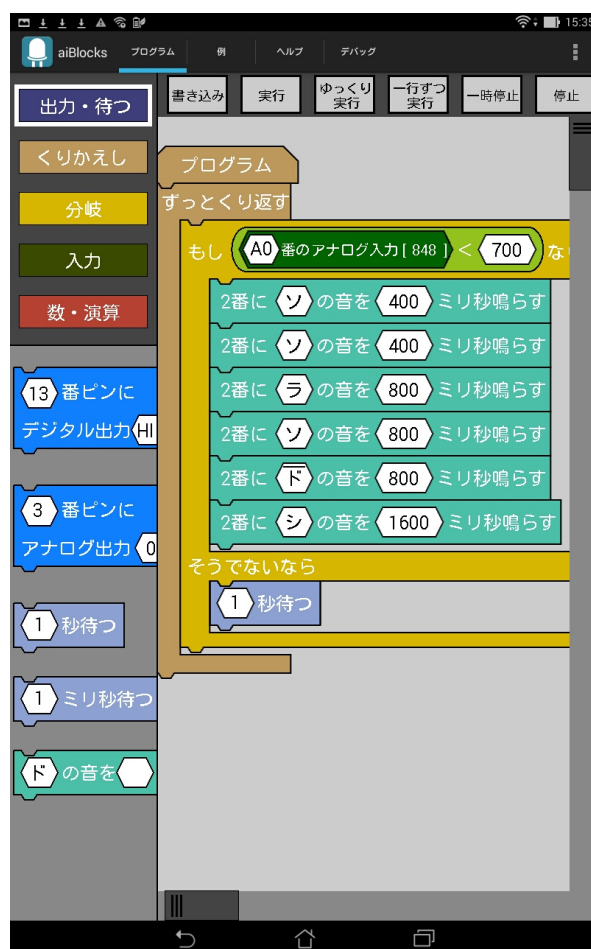 15:35
aiBlocks プログラム 例 ヘルプ デバッグ
書き込み 実行 ゆっくり実行 一行ずつ実行 一時停止 停止
出力・待つ
くりかえし
分岐
入力
数・演算
13 番ピンに
デジタル出力 HI
3 番ピンに
アナログ出力 0
1 秒待つ
1 ミリ秒待つ
ド の音を
プログラム
ずっとくり返す
もし A0 番のアナログ入力[ 848 ] < 700 な
2番に ソ の音を 400 ミリ秒鳴らす
2番に ソ の音を 400 ミリ秒鳴らす
2番に ラ の音を 800 ミリ秒鳴らす
2番に ソ の音を 800 ミリ秒鳴らす
2番に ド の音を 800 ミリ秒鳴らす
2番に シ の音を 1600 ミリ秒鳴らす
そうでないなら
1 秒待つ